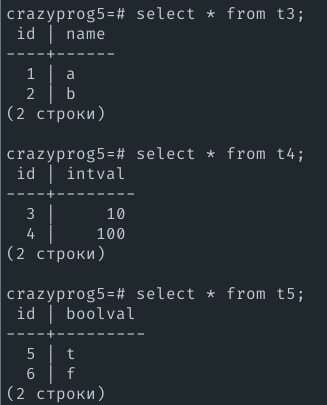 crazyprog5=# select * from t3;
 id | name
----+------
  1 | a
  2 | b
(2 строки)

crazyprog5=# select * from t4;
 id | intval
----+--------
  3 |     10
  4 |    100
(2 строки)

crazyprog5=# select * from t5;
 id | boolval
----+---------
  5 | t
  6 | f
(2 строки)